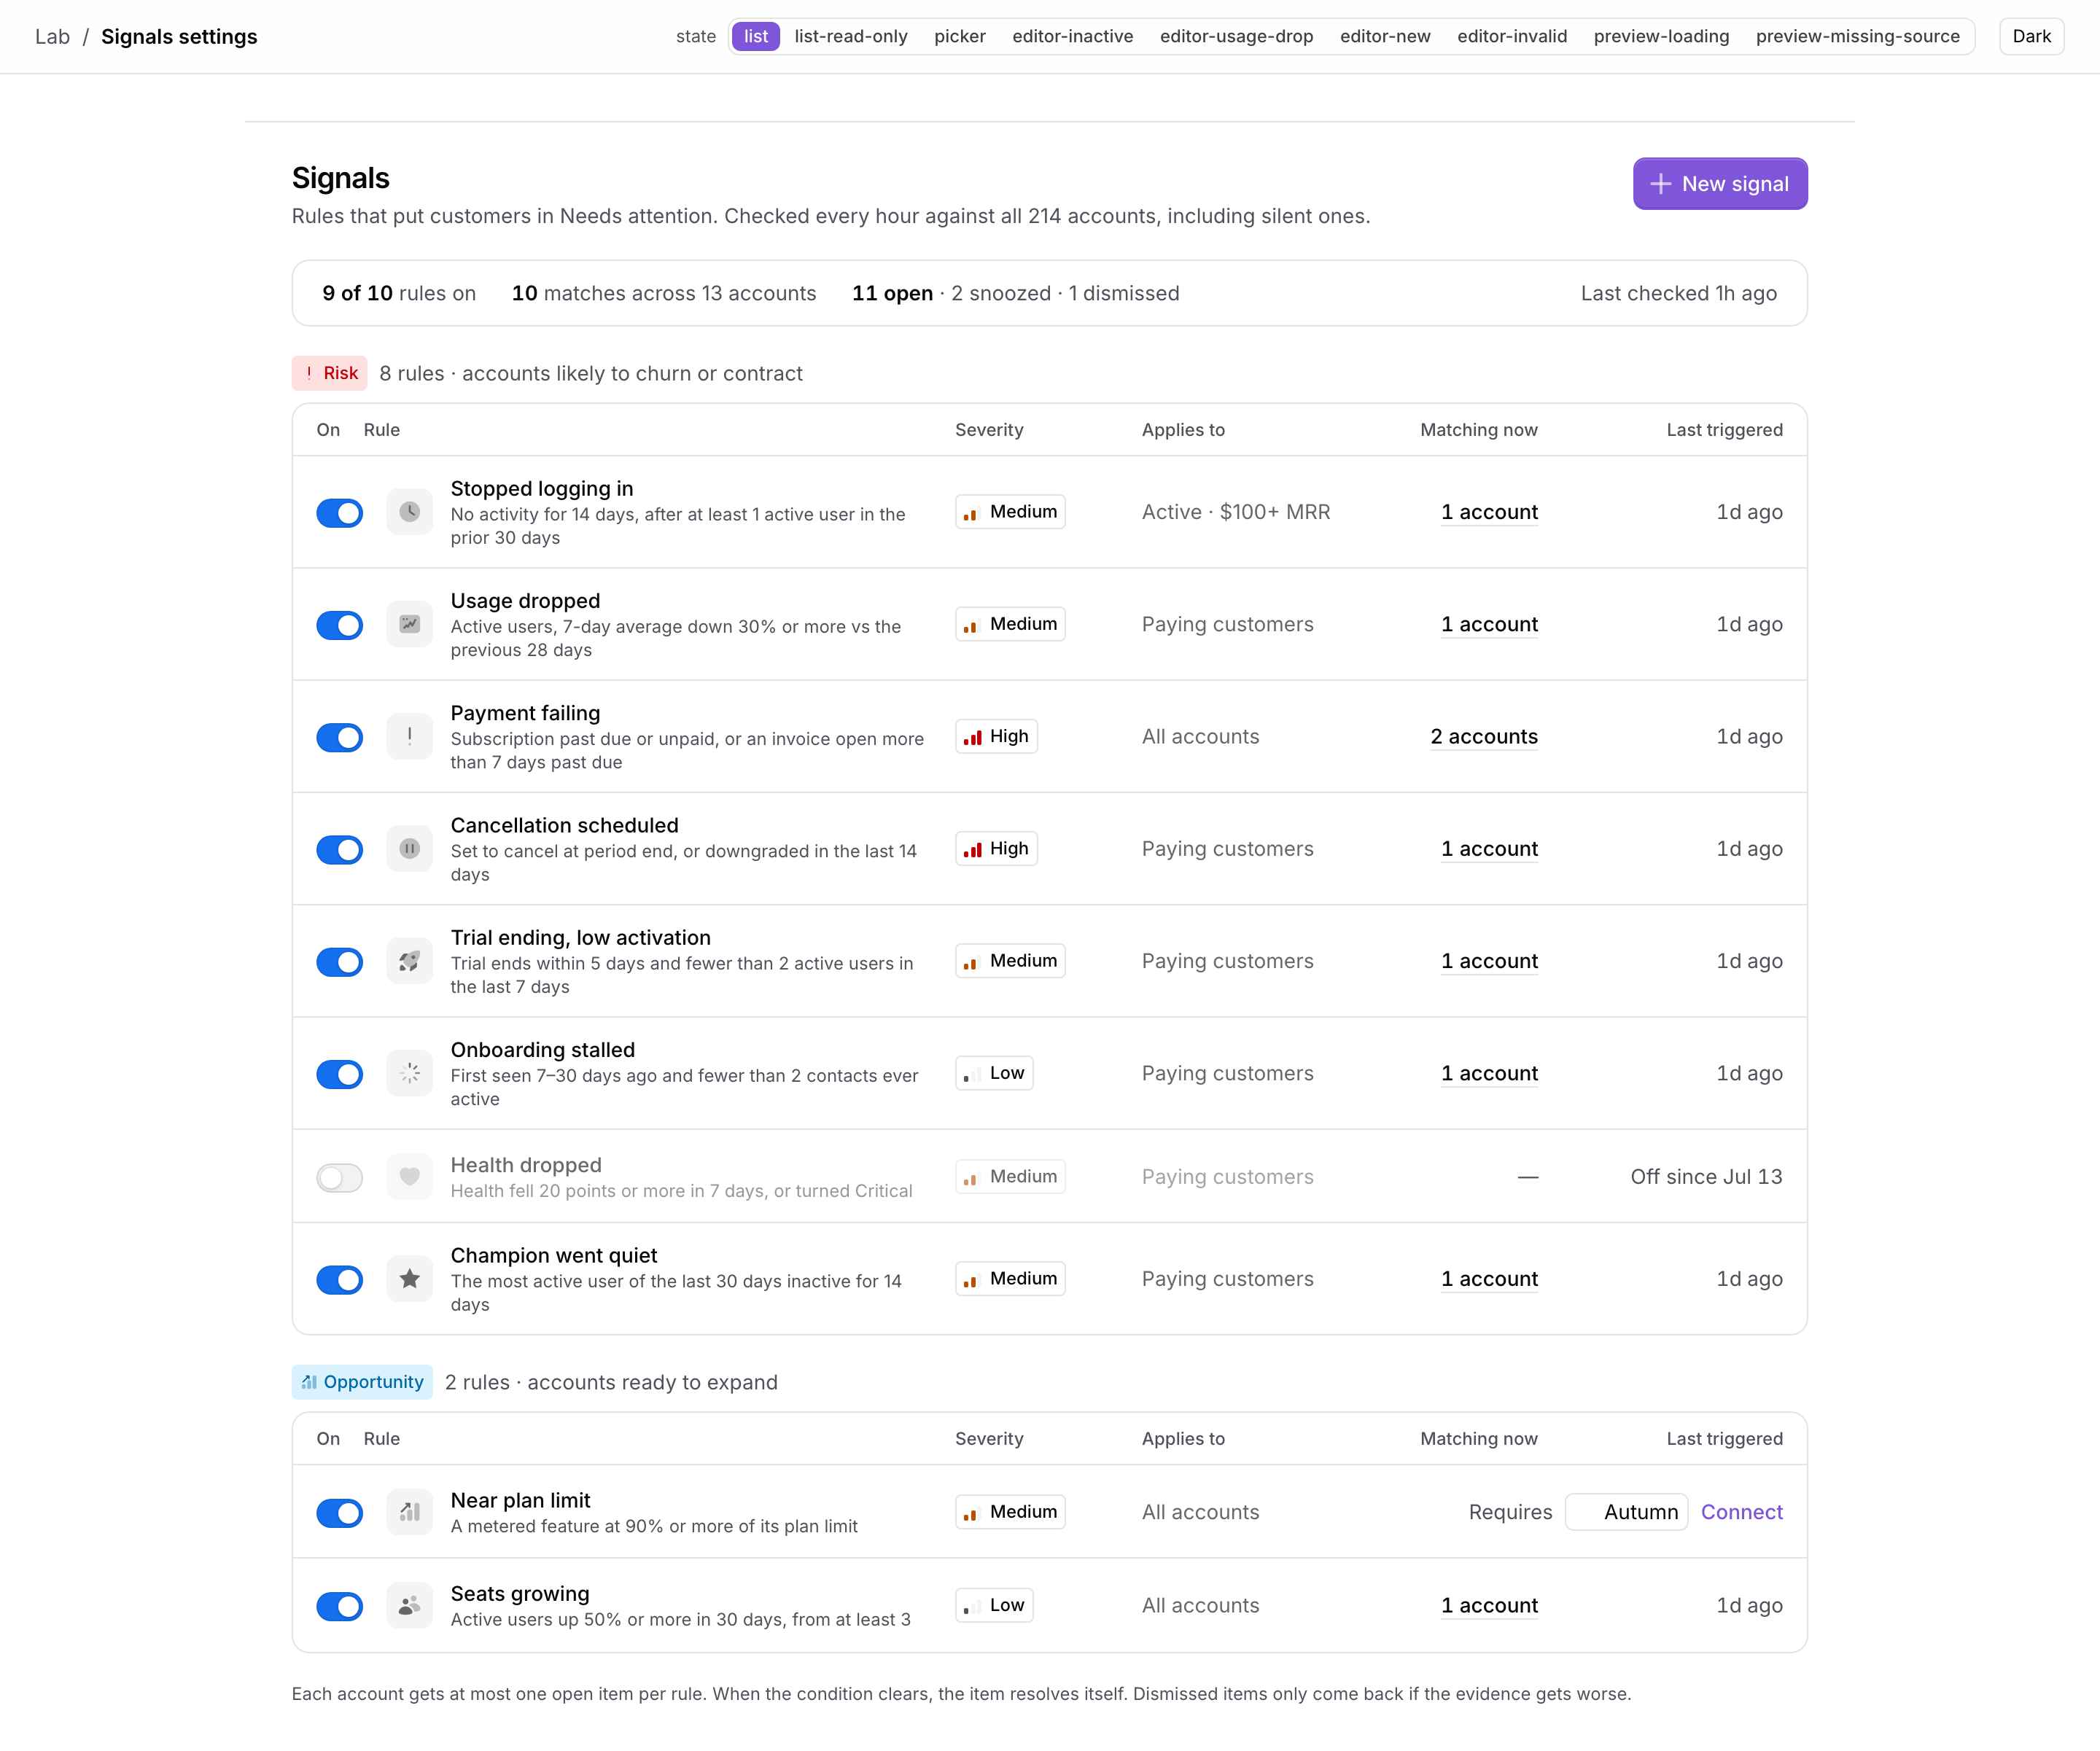 Lab / Signals settings
state list list-read-only picker editor-inactive editor-usage-drop editor-new editor-invalid preview-loading preview-missing-source Dark
Signals
New signal
Rules that put customers in Needs attention. Checked every hour against all 214 accounts, including silent ones.
9 of 10 rules on 10 matches across 13 accounts 11 open · 2 snoozed · 1 dismissed Last checked 1h ago
! Risk 8 rules · accounts likely to churn or contract
On Rule Severity Applies to Matching now Last triggered
Stopped logging in
No activity for 14 days, after at least 1 active user in the
prior 30 days
Medium Active · $100+ MRR 1 account 1d ago
Usage dropped
Active users, 7-day average down 30% or more vs the
previous 28 days
Medium Paying customers 1 account 1d ago
Payment failing
Subscription past due or unpaid, or an invoice open more
than 7 days past due
High All accounts 2 accounts 1d ago
Cancellation scheduled
Set to cancel at period end, or downgraded in the last 14
days
High Paying customers 1 account 1d ago
Trial ending, low activation
Trial ends within 5 days and fewer than 2 active users in
the last 7 days
Medium Paying customers 1 account 1d ago
Onboarding stalled
First seen 7–30 days ago and fewer than 2 contacts ever
active
Low Paying customers 1 account 1d ago
Health dropped
Health fell 20 points or more in 7 days, or turned Critical
Medium Paying customers — Off since Jul 13
Champion went quiet
The most active user of the last 30 days inactive for 14
days
Medium Paying customers 1 account 1d ago
Opportunity 2 rules · accounts ready to expand
On Rule Severity Applies to Matching now Last triggered
Near plan limit
A metered feature at 90% or more of its plan limit
Medium All accounts Requires Autumn Connect
Seats growing
Active users up 50% or more in 30 days, from at least 3
Low All accounts 1 account 1d ago
Each account gets at most one open item per rule. When the condition clears, the item resolves itself. Dismissed items only come back if the evidence gets worse.